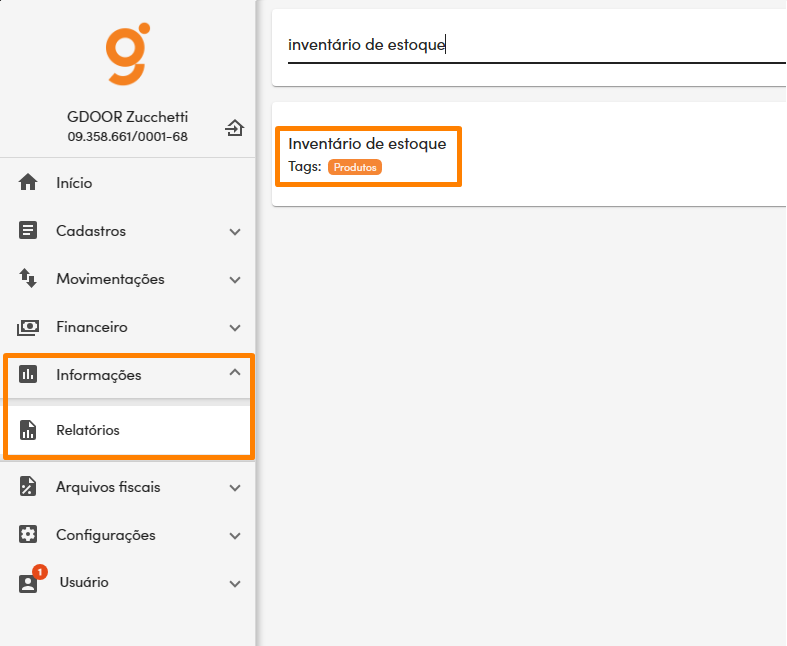 GDOOR Zucchetti
09.358.661/0001-68
Início
Cadastros
Movimentações
Financeiro
Informações
Relatórios
Arquivos fiscais
Configurações
1
Usuário
inventário de estoque
Inventário de estoque
Tags: Produtos